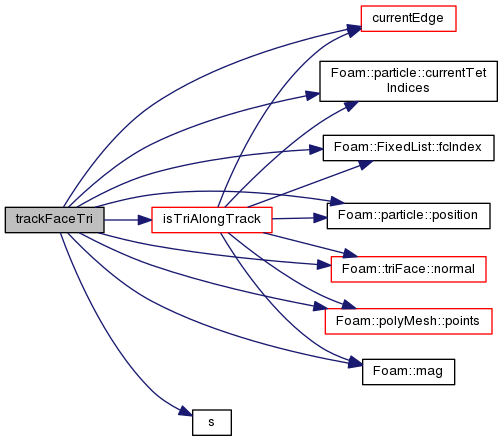 currentEdge
Foam::particle::currentTet
Indices
Foam::FixedList::fcIndex
trackFaceTri
isTriAlongTrack
Foam::particle::position
Foam::triFace::normal
Foam::polyMesh::points
Foam::mag
s